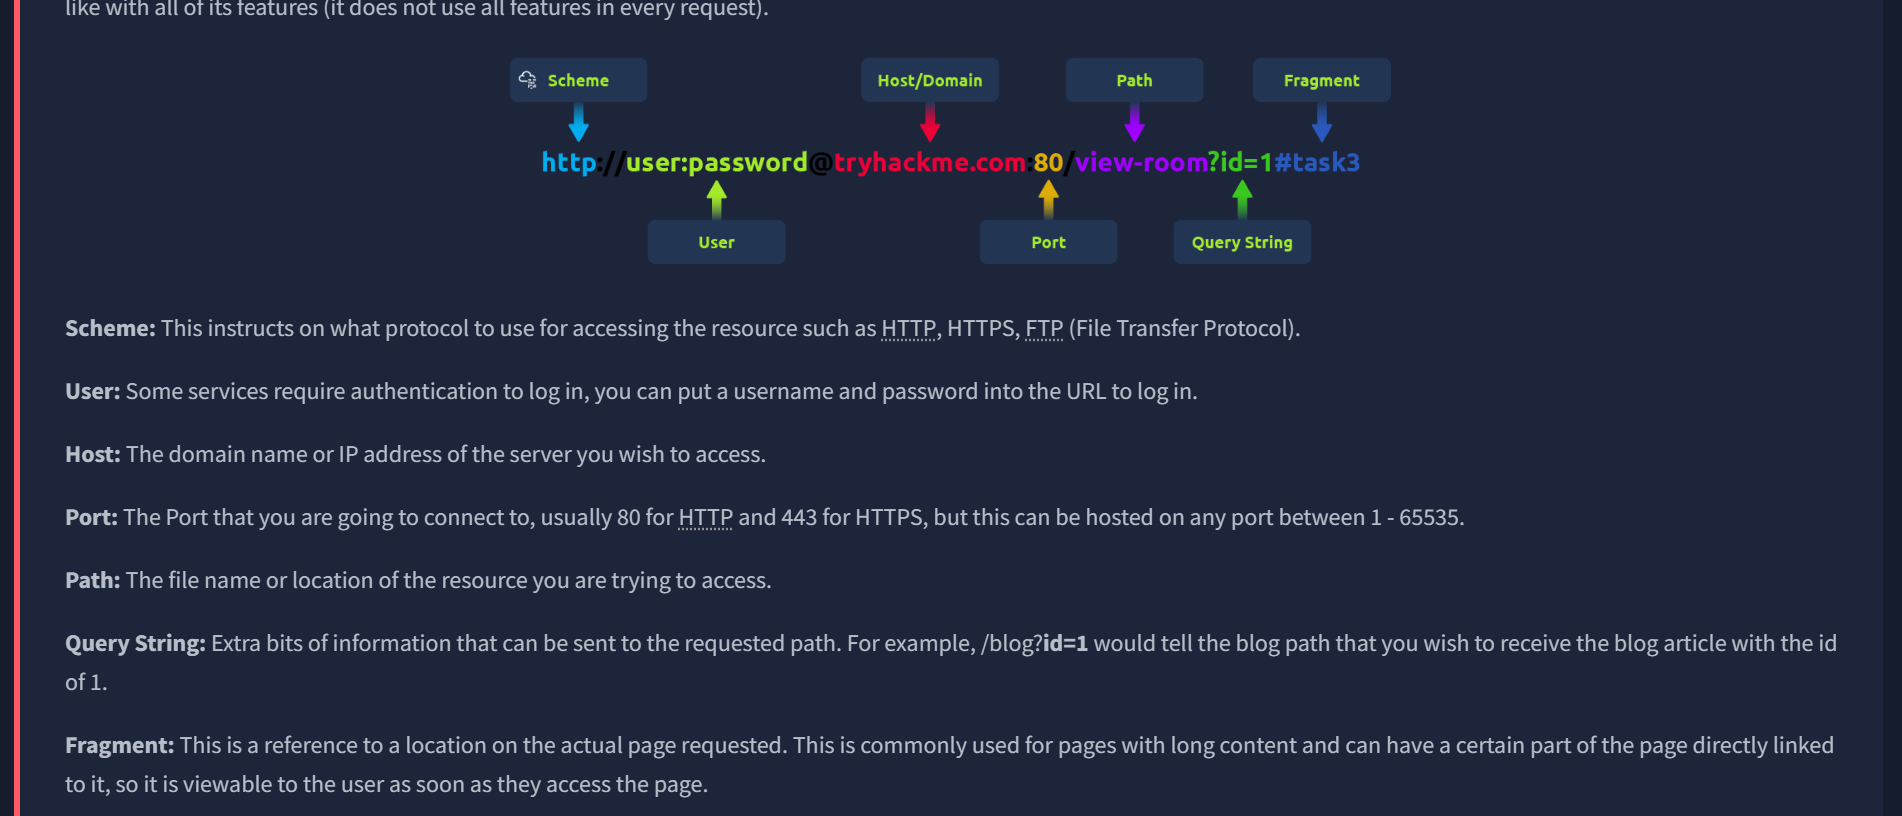 like with all of its features (it does not use all features in every request).
Scheme Host/Domain Path Fragment
http://user:password@tryhackme.com:80/view-room?id=1#task3
User Port Query String
Scheme: This instructs on what protocol to use for accessing the resource such as HTTP, HTTPS, FTP (File Transfer Protocol).
User: Some services require authentication to log in, you can put a username and password into the URL to log in.
Host: The domain name or IP address of the server you wish to access.
Port: The Port that you are going to connect to, usually 80 for HTTP and 443 for HTTPS, but this can be hosted on any port between 1 - 65535.
Path: The file name or location of the resource you are trying to access.
Query String: Extra bits of information that can be sent to the requested path. For example, /blog?id=1 would tell the blog path that you wish to receive the blog article with the id
of 1.
Fragment: This is a reference to a location on the actual page requested. This is commonly used for pages with long content and can have a certain part of the page directly linked
to it, so it is viewable to the user as soon as they access the page.